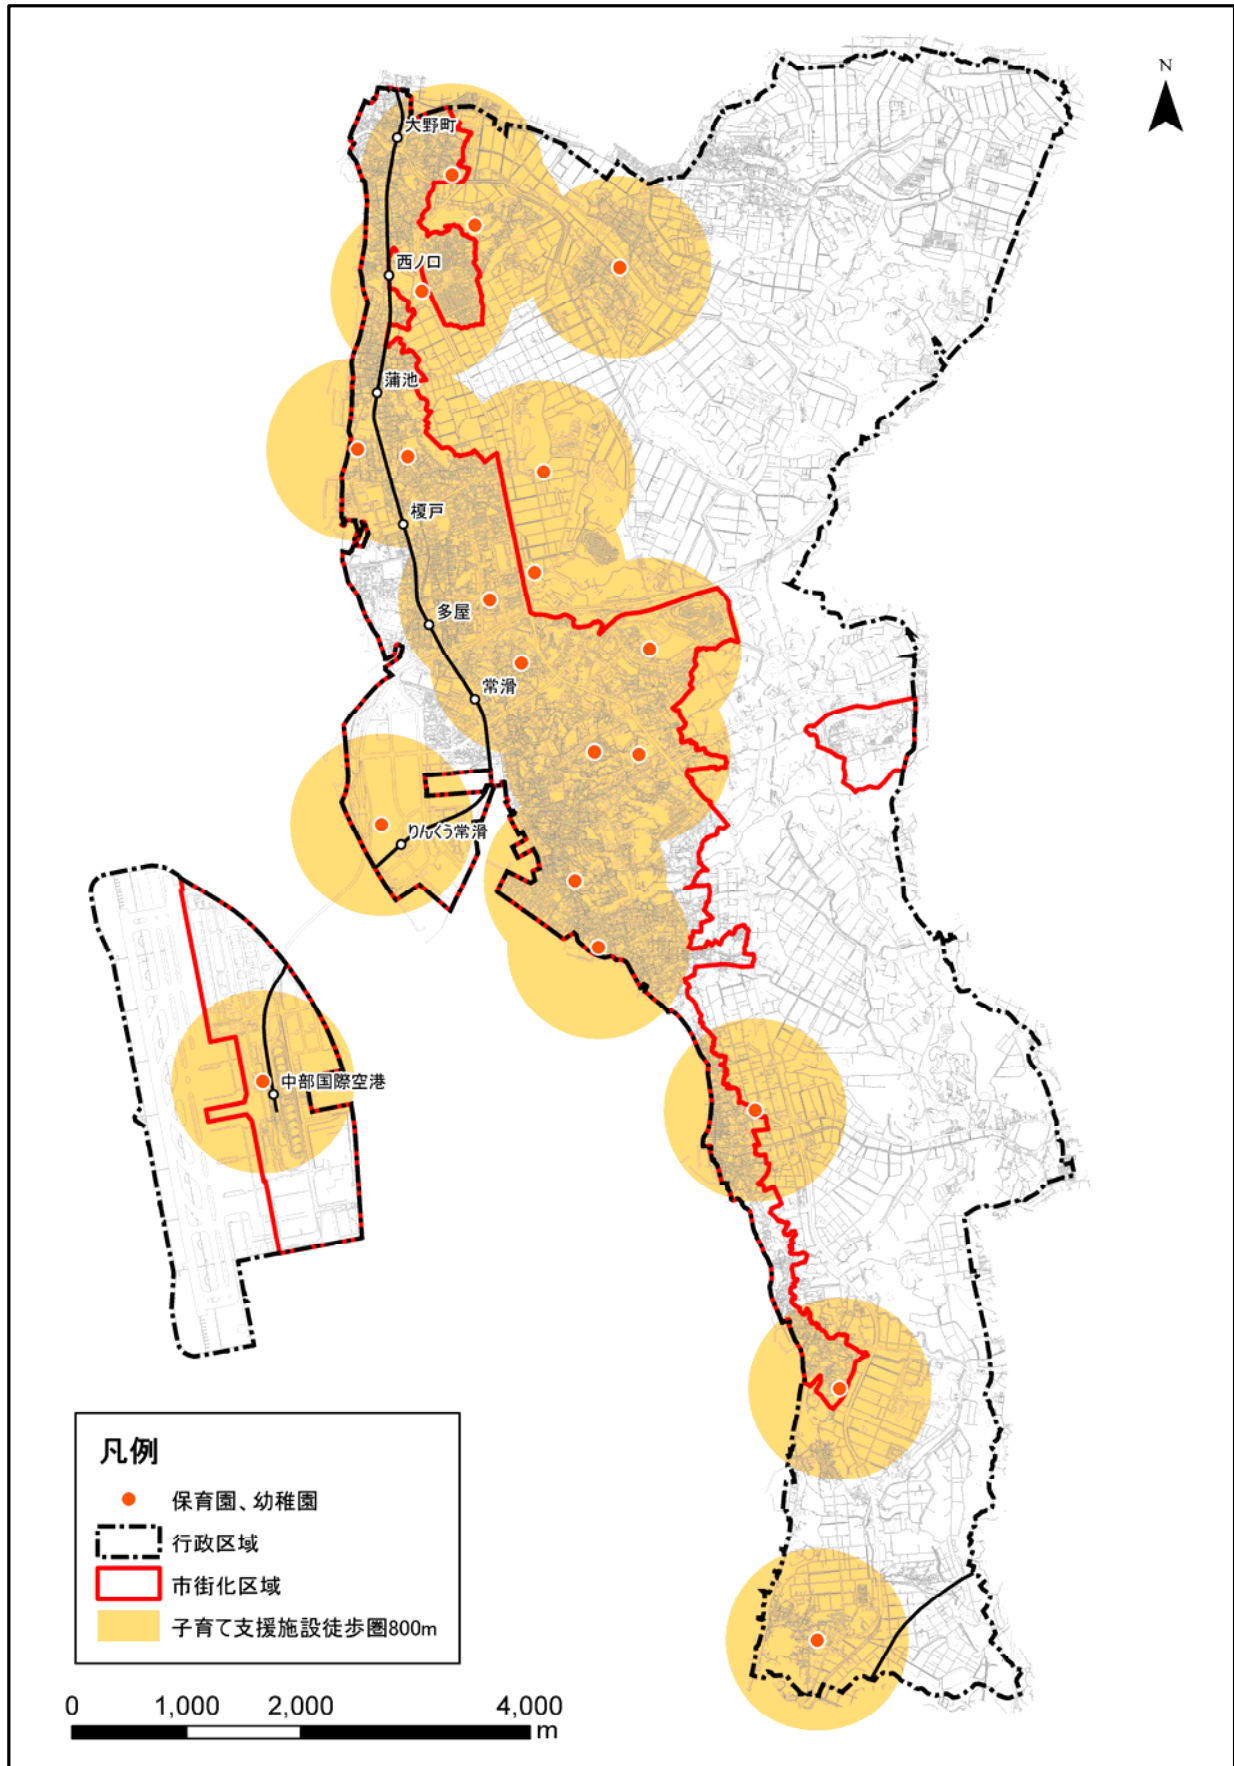 N
大野町
西ノ口
蒲池
榎戸
多屋
常滑
りんくう常滑
中部国際空港
凡例
保育園、幼稚園
行政区域
市街化区域
子育て支援施設徒歩圏800m
0 1,000 2,000 4,000
m